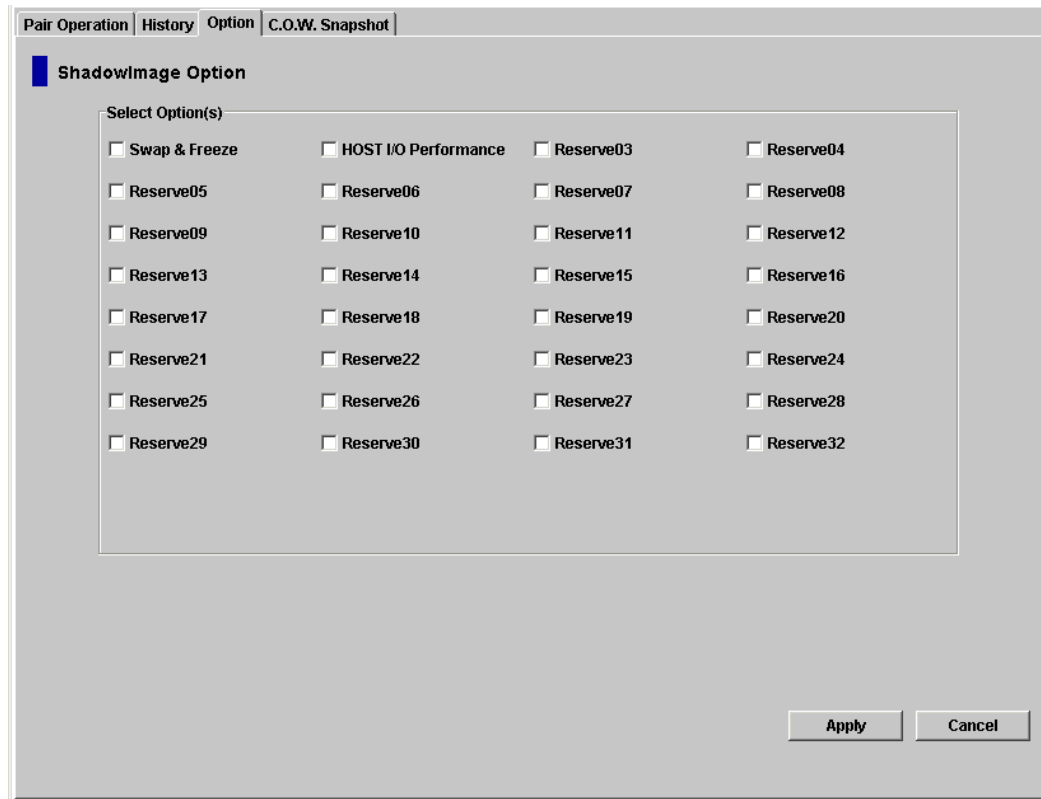 Pair Operation History Option C.O.W. Snapshot
ShadowImage Option
Select Option(s)
Swap & Freeze HOST I/O Performance Reserve03 Reserve04
Reserve05 Reserve06 Reserve07 Reserve08
Reserve09 Reserve10 Reserve11 Reserve12
Reserve13 Reserve14 Reserve15 Reserve16
Reserve17 Reserve18 Reserve19 Reserve20
Reserve21 Reserve22 Reserve23 Reserve24
Reserve25 Reserve26 Reserve27 Reserve28
Reserve29 Reserve30 Reserve31 Reserve32
Apply Cancel